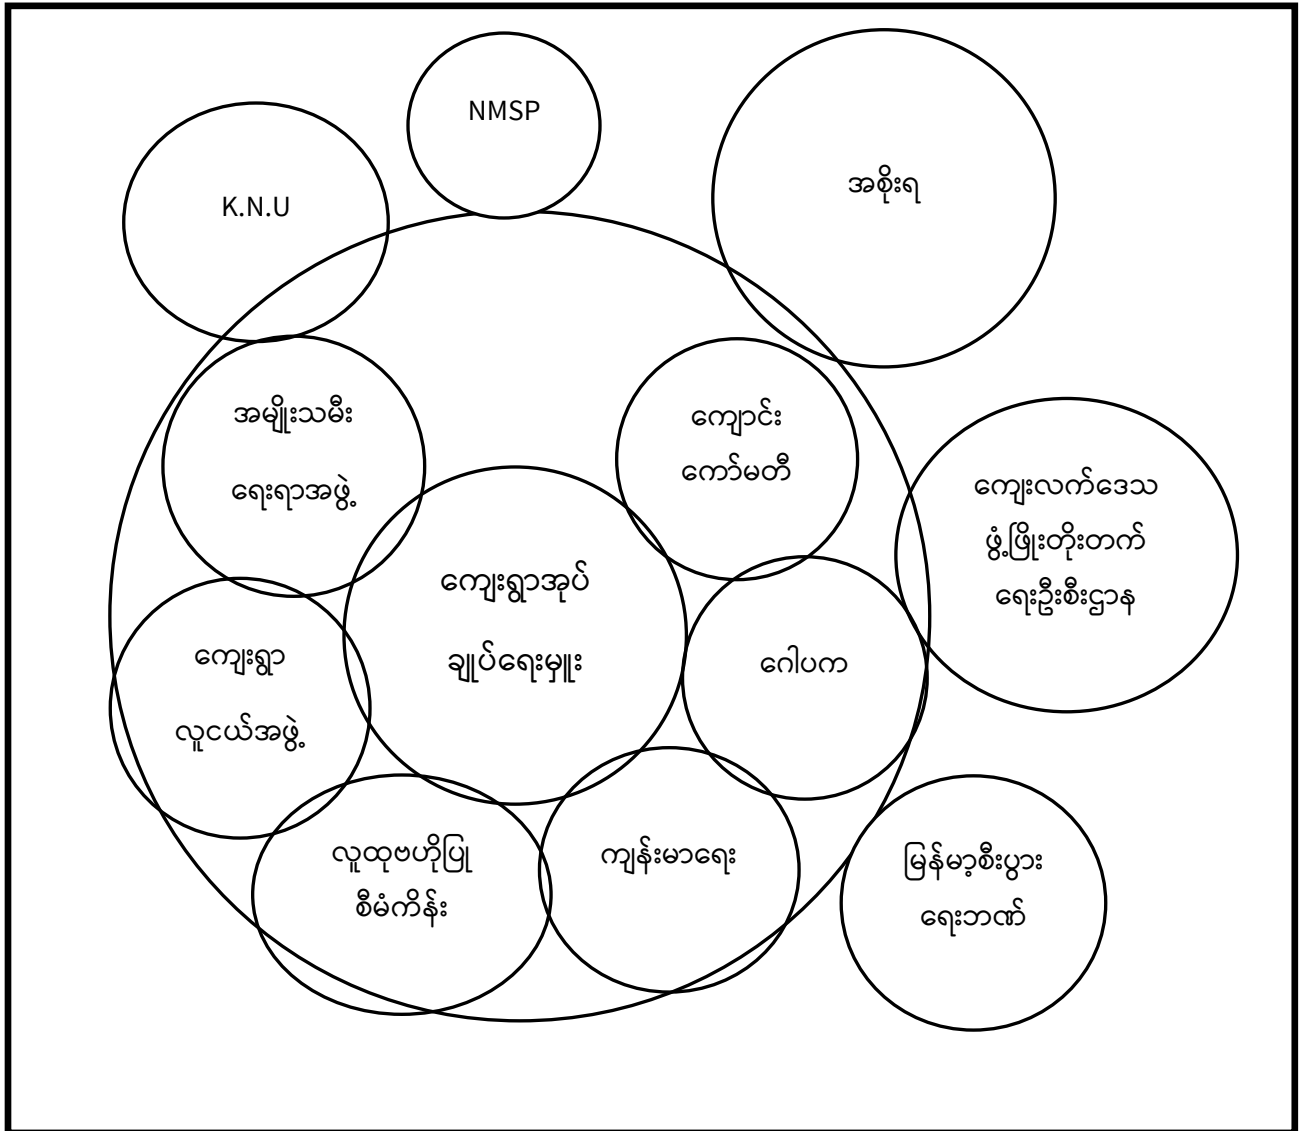 NMSP
K.N.U
အစိုးရ
အမျိုးသမီး
ရေးရာအဖွဲ့
ကျောင်း
ကော်မတီ
ကျေးလက်ဒေသ
ဖွံ့ဖြိုးတိုးတက်
ရေးဦးစီးဌာန
ကျေးရွာအုပ်
ချုပ်ရေးမှူး
ကျေးရွာ
လူငယ်အဖွဲ့
ဂေါပက
လူထုဗဟိုပြု
စီမံကိန်း
ကျန်းမာရေး
မြန်မာ့စီးပွား
ရေးဘဏ်